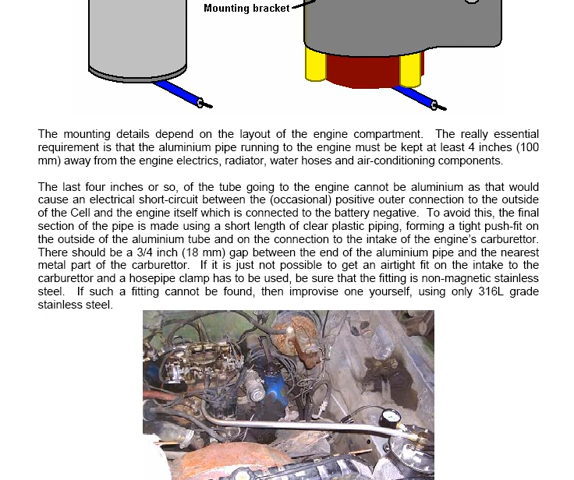 Mounting bracket
The mounting details depend on the layout of the engine compartment. The really essential
requirement is that the aluminium pipe running to the engine must be kept at least 4 inches (100
mm) away from the engine electrics, radiator, water hoses and air-conditioning components.
The last four inches or so, of the tube going to the engine cannot be aluminium as that would
cause an electrical short-circuit between the (occasional) positive outer connection to the outside
of the Cell and the engine itself which is connected to the battery negative. To avoid this, the final
section of the pipe is made using a short length of clear plastic piping, forming a tight push-fit on
the outside of the aluminium tube and on the connection to the intake of the engine's carburettor.
There should be a 3/4 inch (18 mm) gap between the end of the aluminium pipe and the nearest
metal part of the carburettor. If it is just not possible to get an airtight fit on the intake to the
carburettor and a hosepipe clamp has to be used, be sure that the fitting is non-magnetic stainless
steel. If such a fitting cannot be found, then improvise one yourself, using only 316L grade
stainless steel.